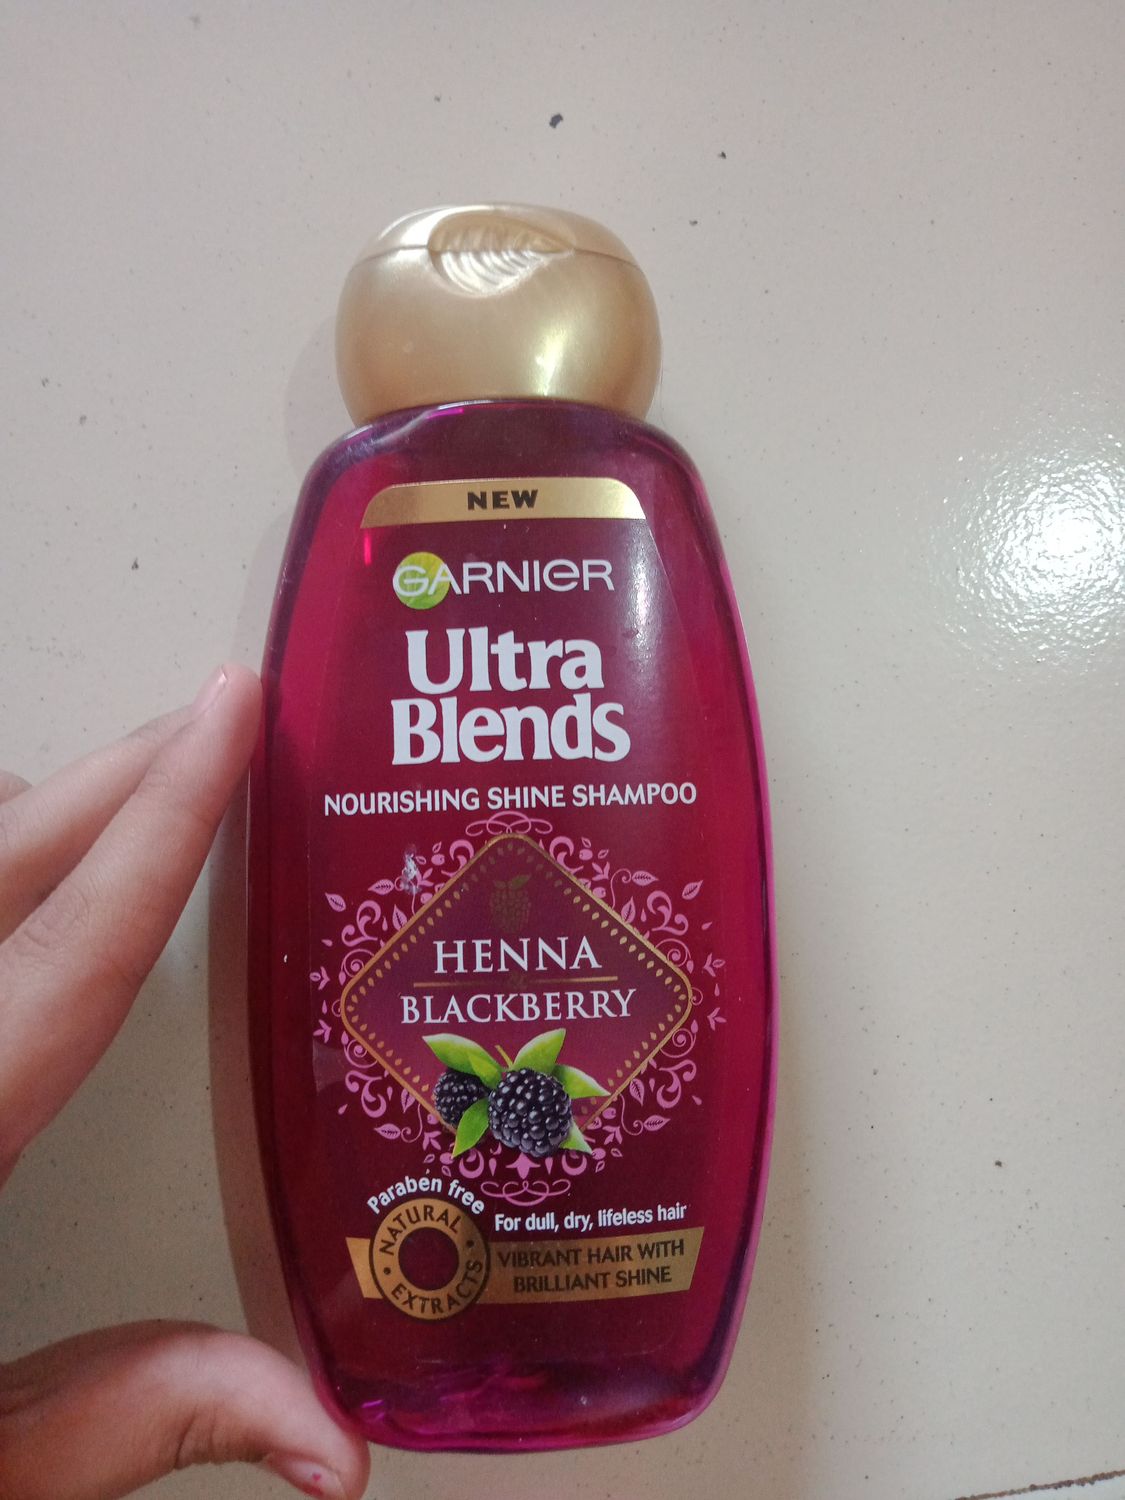 NEW
GARNIER
Ultra
Blends
NOURISHING SHINE SHAMPOO
HENNA
&
BLACKBERRY
Paraben free
NATURAL
EXTRACTS
For dull, dry, lifeless hair
VIBRANT HAIR WITH
BRILLIANT SHINE